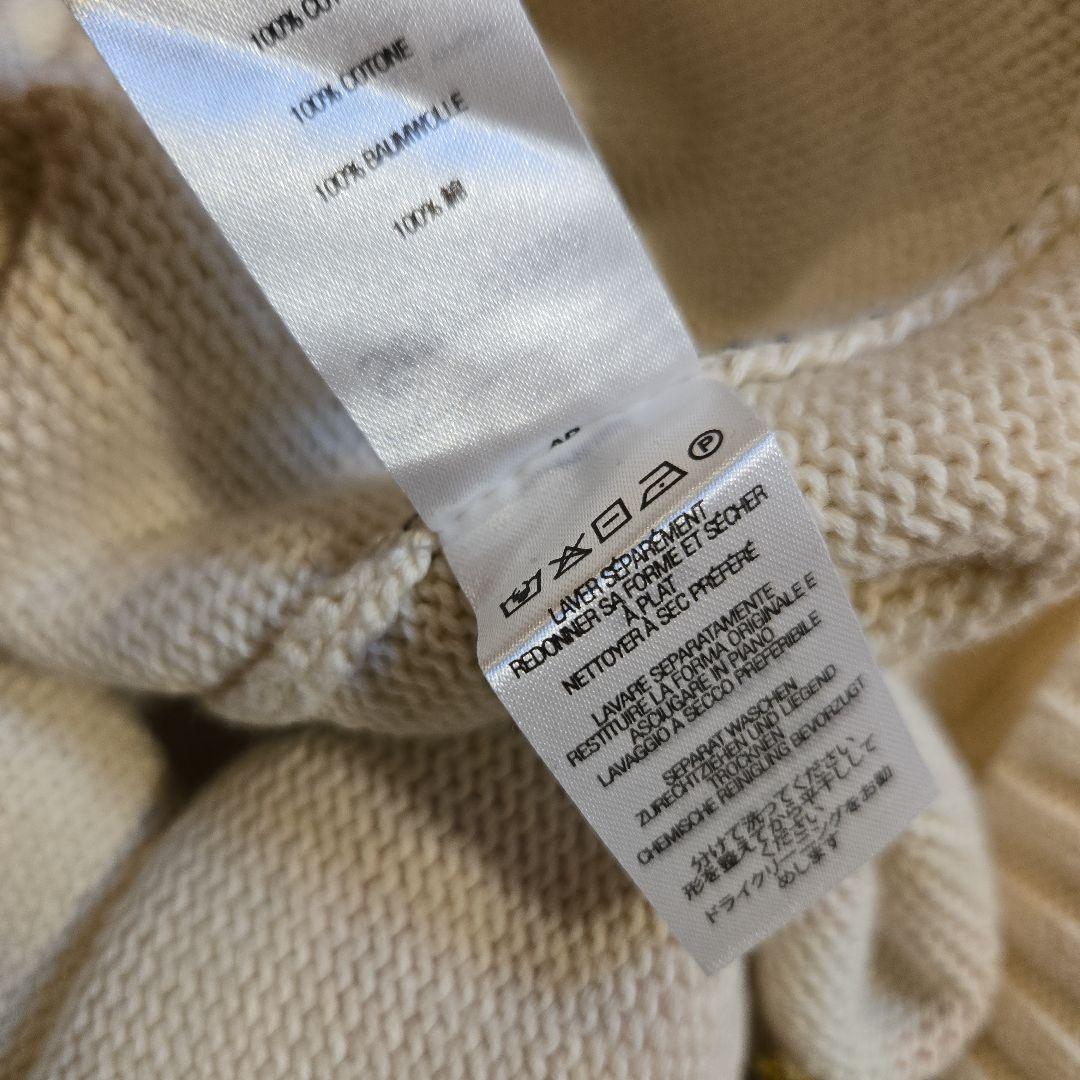 100% COT
100% COTONE
100% BAUMWOLLE
100% 綿
P
LAVER SÉPARÉMENT
REDONNER SA FORME ET SÉCHER
À PLAT
NETTOYER À SEC PRÉFÉRÉ
LAVARE SEPARATAMENTE
RESTITUIRE LA FORMA ORIGINALE E
ASCIUGARE IN PIANO
LAVAGGIO A SECCO PREFERIBILE
SEPARAT WASCHEN
ZURECHTZIEHEN UND LIEGEND
TROCKNEN
CHEMISCHE REINIGUNG BEVORZUGT
分けて洗ってください
形を整えてから平干しして
ください
ドライクリーニングをお勧
めします